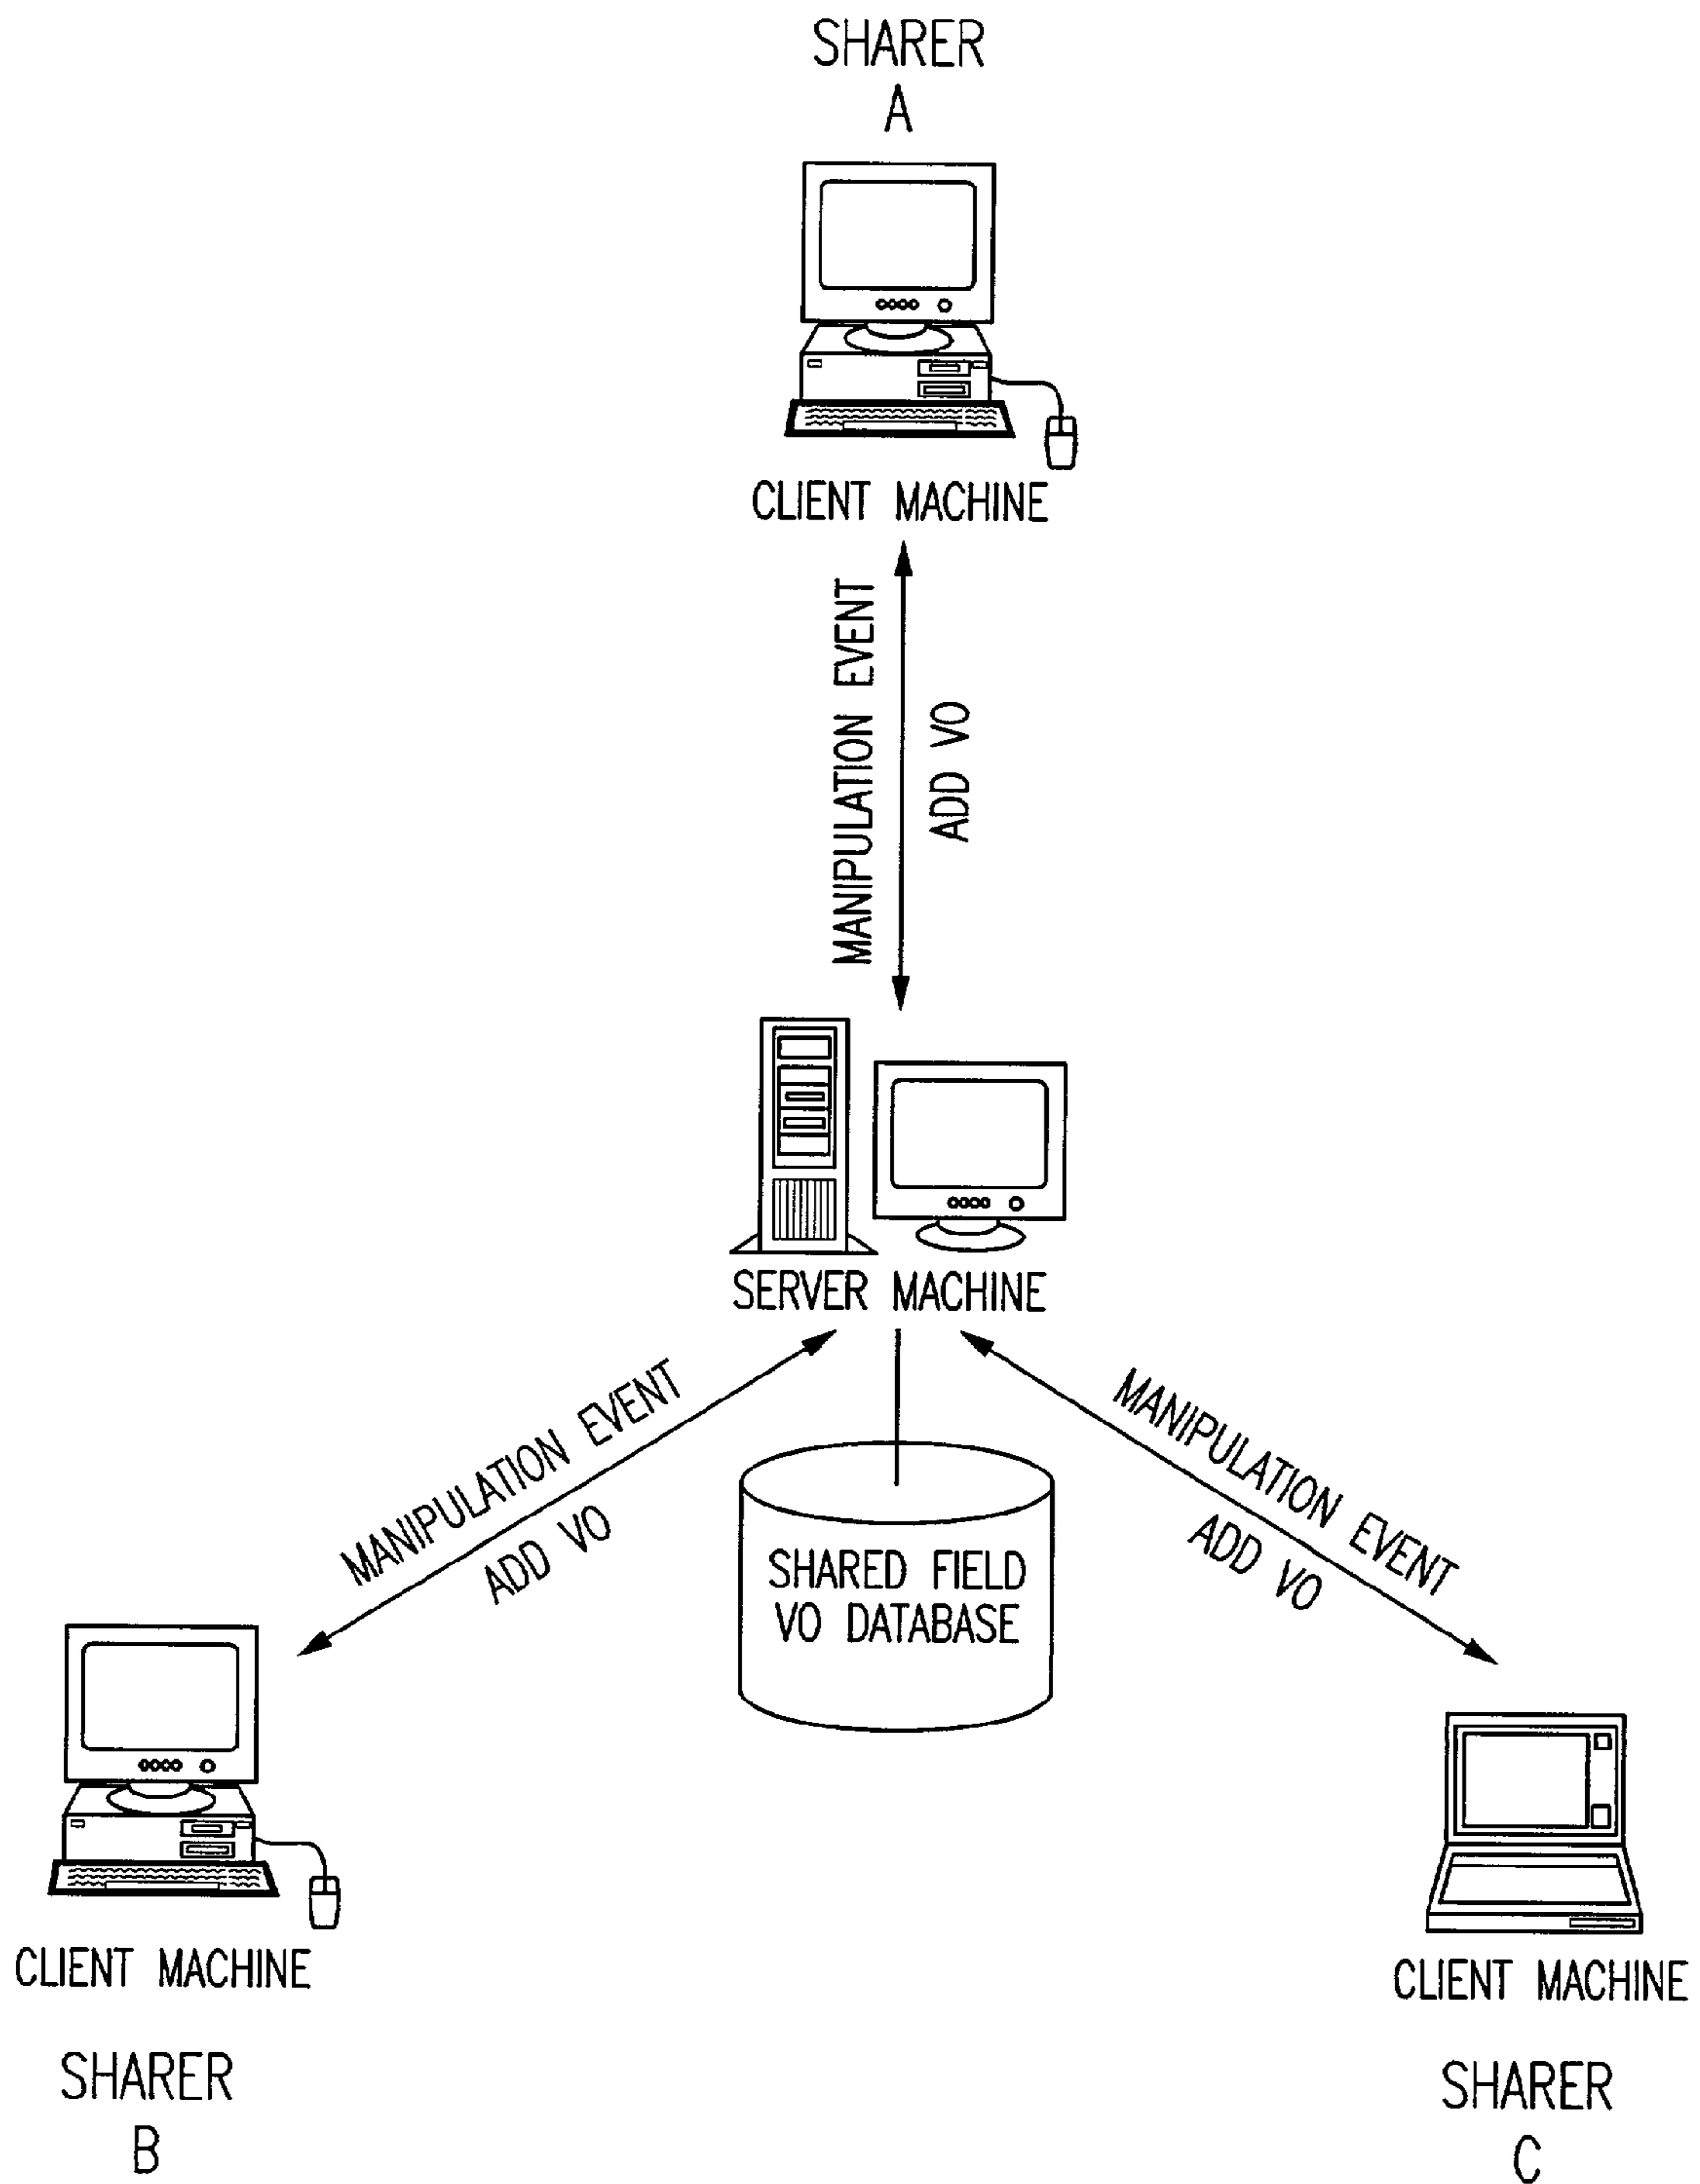 SHARER
A
CLIENT MACHINE
MANIPULATION EVENT
ADD VO
SERVER MACHINE
MANIPULATION EVENT
ADD VO
MANIPULATION EVENT
ADD VO
SHARED FIELD
VO DATABASE
CLIENT MACHINE
SHARER
B
CLIENT MACHINE
SHARER
C